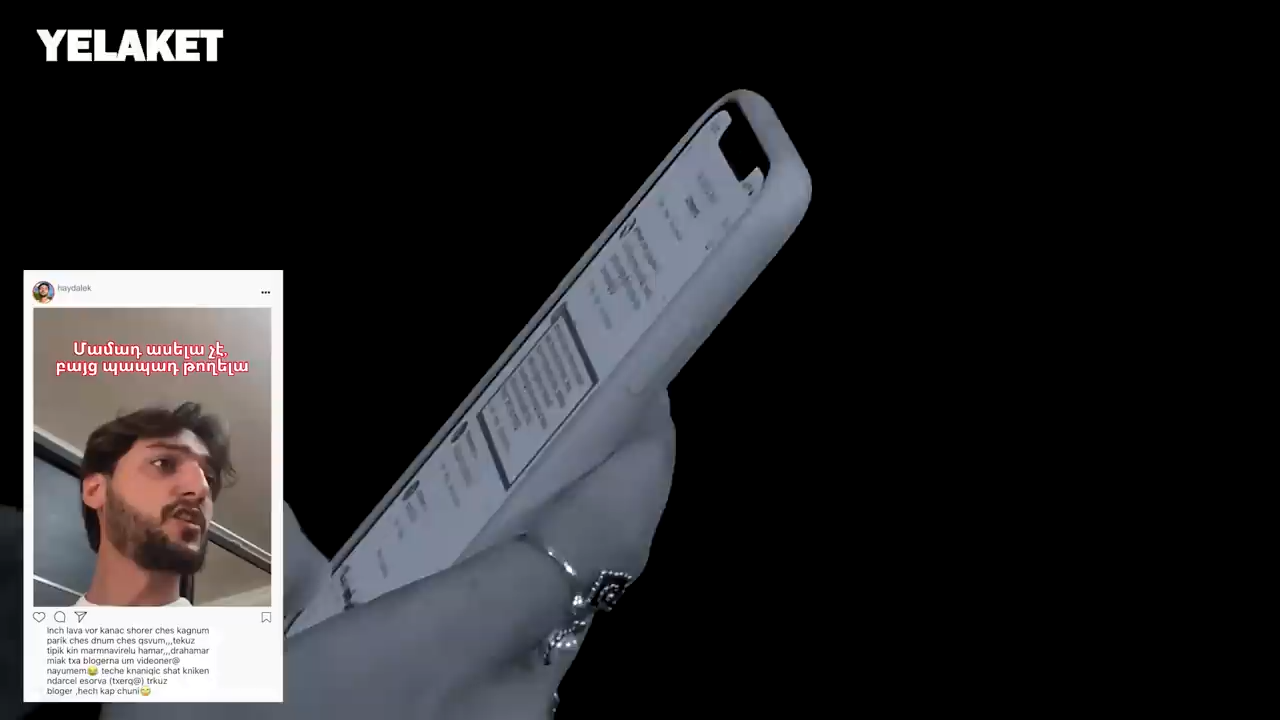 YELAKET
haydalek
Մամադ ասելա չէ,
բայց պապադ թողելա
Inch lava vor kanac shorer ches kagnum
parik ches dnum ches qsvum,,,tekuz
tipik kin marmnavirelu hamar,,,drahamar
miak txa blogerna um videoner@
nayumem😂 teche knaniqic shat kniken
ndarcel esorva (txerq@) trkuz
bloger ,hech kap chuni🙄